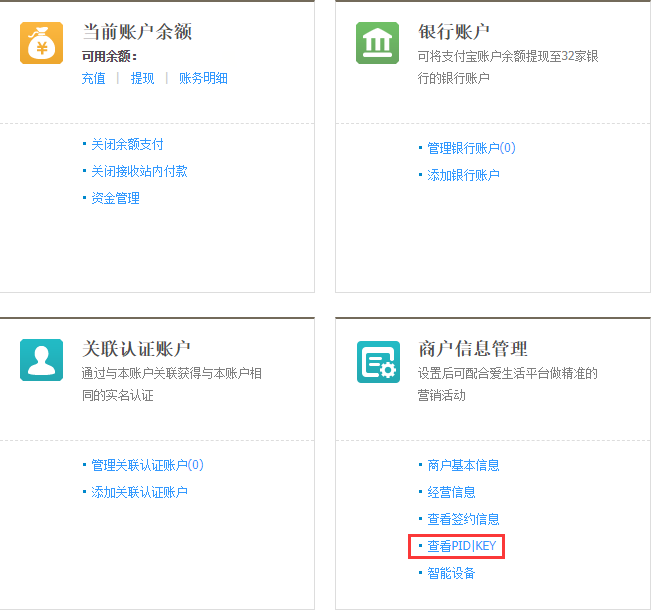 当前账户余额
可用余额：
充值 | 提现 | 账务明细
·关闭余额支付
·关闭接收站内付款
·资金管理
银行账户
可将支付宝账户余额提现至32家银
行的银行账户
·管理银行账户(0)
·添加银行账户
关联认证账户
通过与本账户关联获得与本账户相
同的实名认证
·管理关联认证账户(0)
·添加关联认证账户
商户信息管理
设置后可配合爱生活平台做精准的
营销活动
·商户基本信息
·经营信息
·查看签约信息
·查看PID|KEY
·智能设备